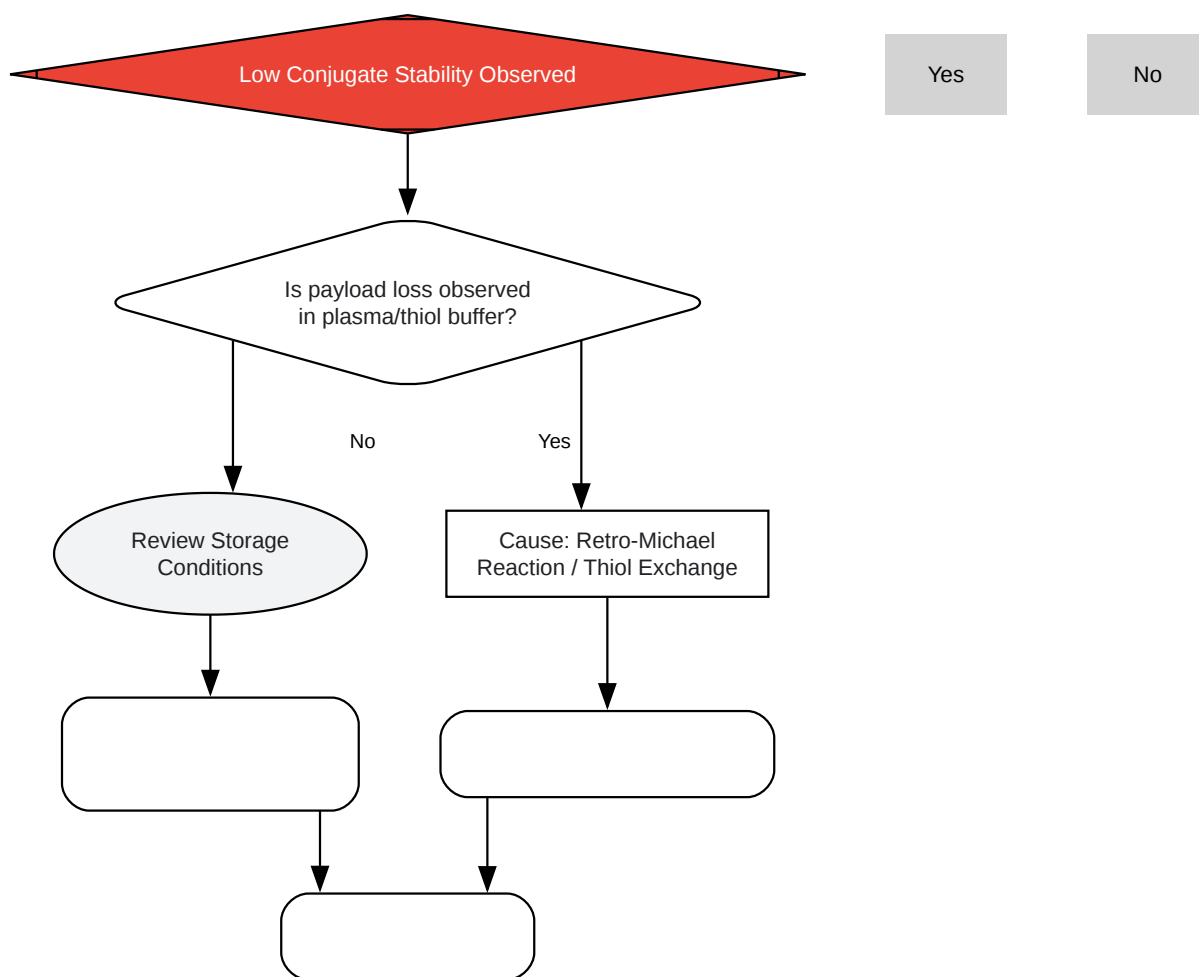 Low Conjugate Stability Observed
Yes
No
Is payload loss observed
in plasma/thiol buffer?
No
Yes
Review Storage
Conditions
Cause: Retro-Michael
Reaction / Thiol Exchange